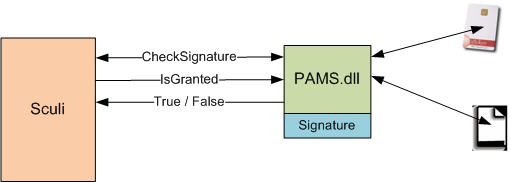 CheckSignature
IsGranted
PAMS.dll
Sculi
True / False
Signature